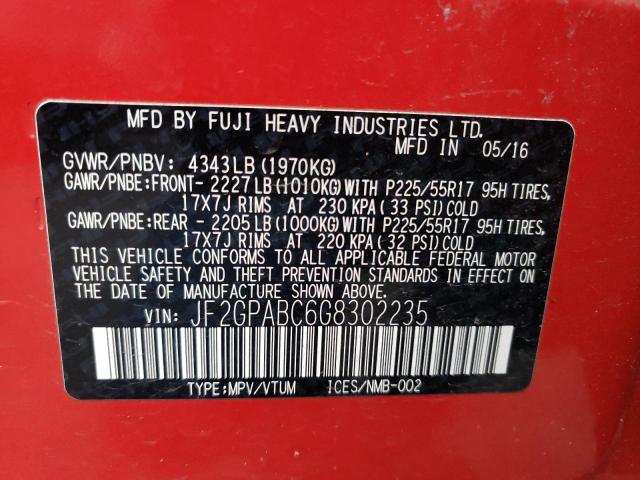 MFD BY FUJI HEAVY INDUSTRIES LTD.
MFD IN 05/16
GVWR/PNBV: 4343LB (1970KG)
GAWR/PNBE:FRONT- 2227LB(1010KG)WITH P225/55R17 95H TIRES,
17X7J RIMS AT 230 KPA(33 PSI)COLD
GAWR/PNBE:REAR - 2205LB(1000KG)WITH P225/55R17 95H TIRES,
17X7J RIMS AT 220 KPA(32 PSI)COLD
THIS VEHICLE CONFORMS TO ALL APPLICABLE FEDERAL MOTOR
VEHICLE SAFETY AND THEFT PREVENTION STANDARDS IN EFFECT ON
THE DATE OF MANUFACTURE SHOWN ABOVE.
VIN: JF2GPABC6G8302235
TYPE:MPV/VTUM ICES/NMB-002